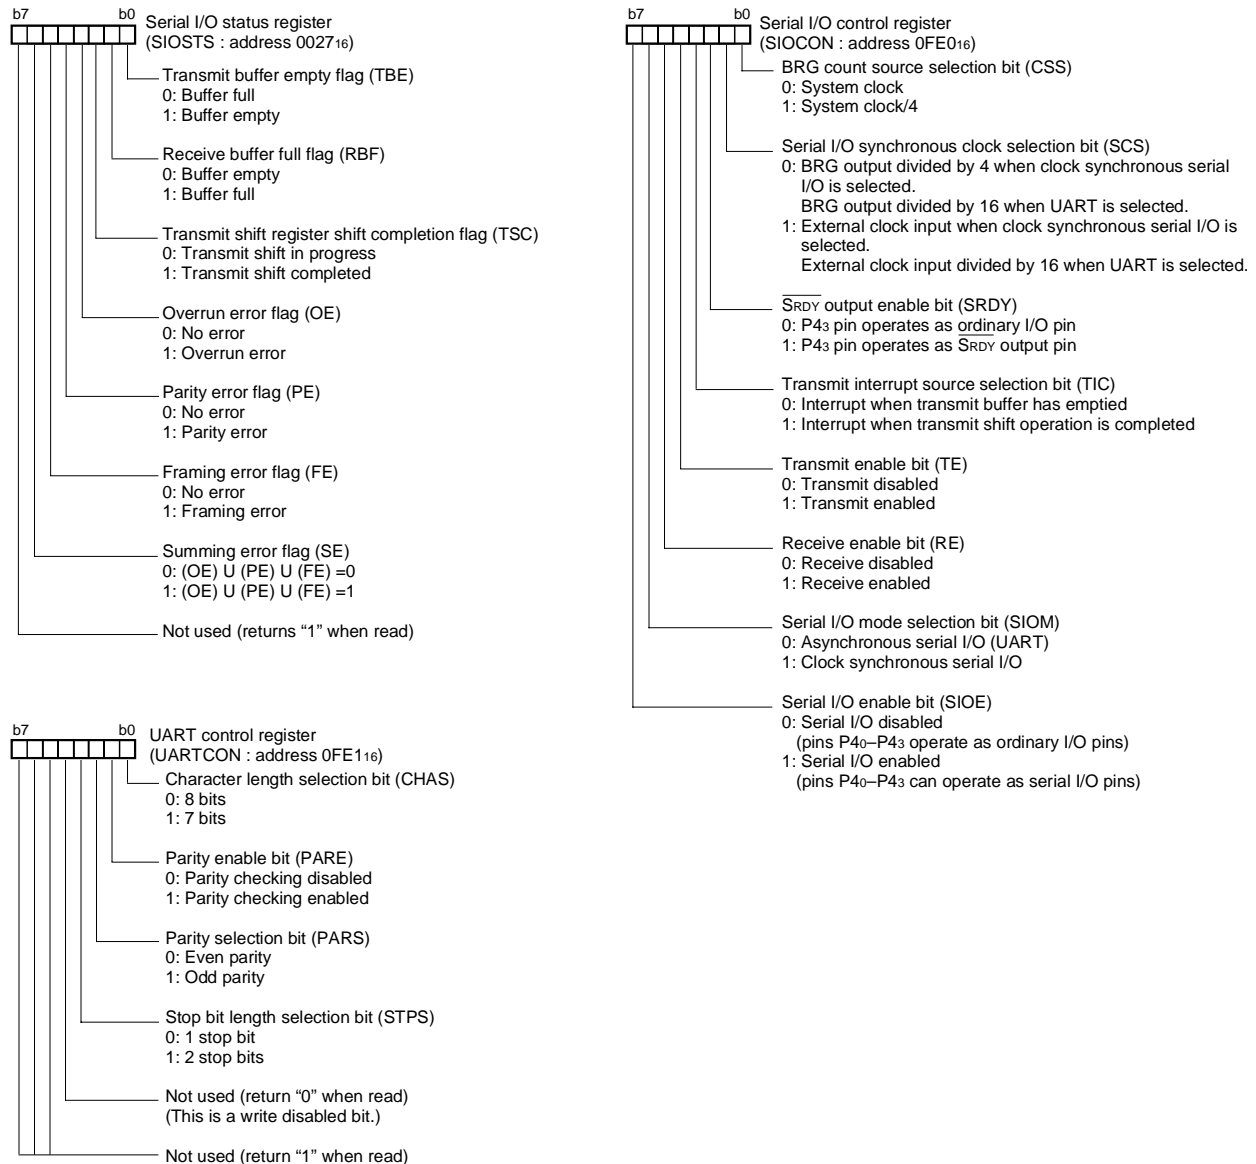 b7 b0
Serial I/O status register
(SIOSTS : address 0027₁₆)
Transmit buffer empty flag (TBE)
0: Buffer full
1: Buffer empty
Receive buffer full flag (RBF)
0: Buffer empty
1: Buffer full
Transmit shift register shift completion flag (TSC)
0: Transmit shift in progress
1: Transmit shift completed
Overrun error flag (OE)
0: No error
1: Overrun error
Parity error flag (PE)
0: No error
1: Parity error
Framing error flag (FE)
0: No error
1: Framing error
Summing error flag (SE)
0: (OE) U (PE) U (FE) =0
1: (OE) U (PE) U (FE) =1
Not used (returns “1” when read)
b7 b0
UART control register
(UARTCON : address 0FE1₁₆)
Character length selection bit (CHAS)
0: 8 bits
1: 7 bits
Parity enable bit (PARE)
0: Parity checking disabled
1: Parity checking enabled
Parity selection bit (PARS)
0: Even parity
1: Odd parity
Stop bit length selection bit (STPS)
0: 1 stop bit
1: 2 stop bits
Not used (return “0” when read)
(This is a write disabled bit.)
Not used (return “1” when read)
b7 b0
Serial I/O control register
(SIOCON : address 0FE0₁₆)
BRG count source selection bit (CSS)
0: System clock
1: System clock/4
Serial I/O synchronous clock selection bit (SCS)
0: BRG output divided by 4 when clock synchronous serial
I/O is selected.
BRG output divided by 16 when UART is selected.
1: External clock input when clock synchronous serial I/O is
selected.
External clock input divided by 16 when UART is selected.
S̅R̅D̅Y̅ output enable bit (SRDY)
0: P4₃ pin operates as ordinary I/O pin
1: P4₃ pin operates as S̅R̅D̅Y̅ output pin
Transmit interrupt source selection bit (TIC)
0: Interrupt when transmit buffer has emptied
1: Interrupt when transmit shift operation is completed
Transmit enable bit (TE)
0: Transmit disabled
1: Transmit enabled
Receive enable bit (RE)
0: Receive disabled
1: Receive enabled
Serial I/O mode selection bit (SIOM)
0: Asynchronous serial I/O (UART)
1: Clock synchronous serial I/O
Serial I/O enable bit (SIOE)
0: Serial I/O disabled
(pins P4₀–P4₃ operate as ordinary I/O pins)
1: Serial I/O enabled
(pins P4₀–P4₃ can operate as serial I/O pins)